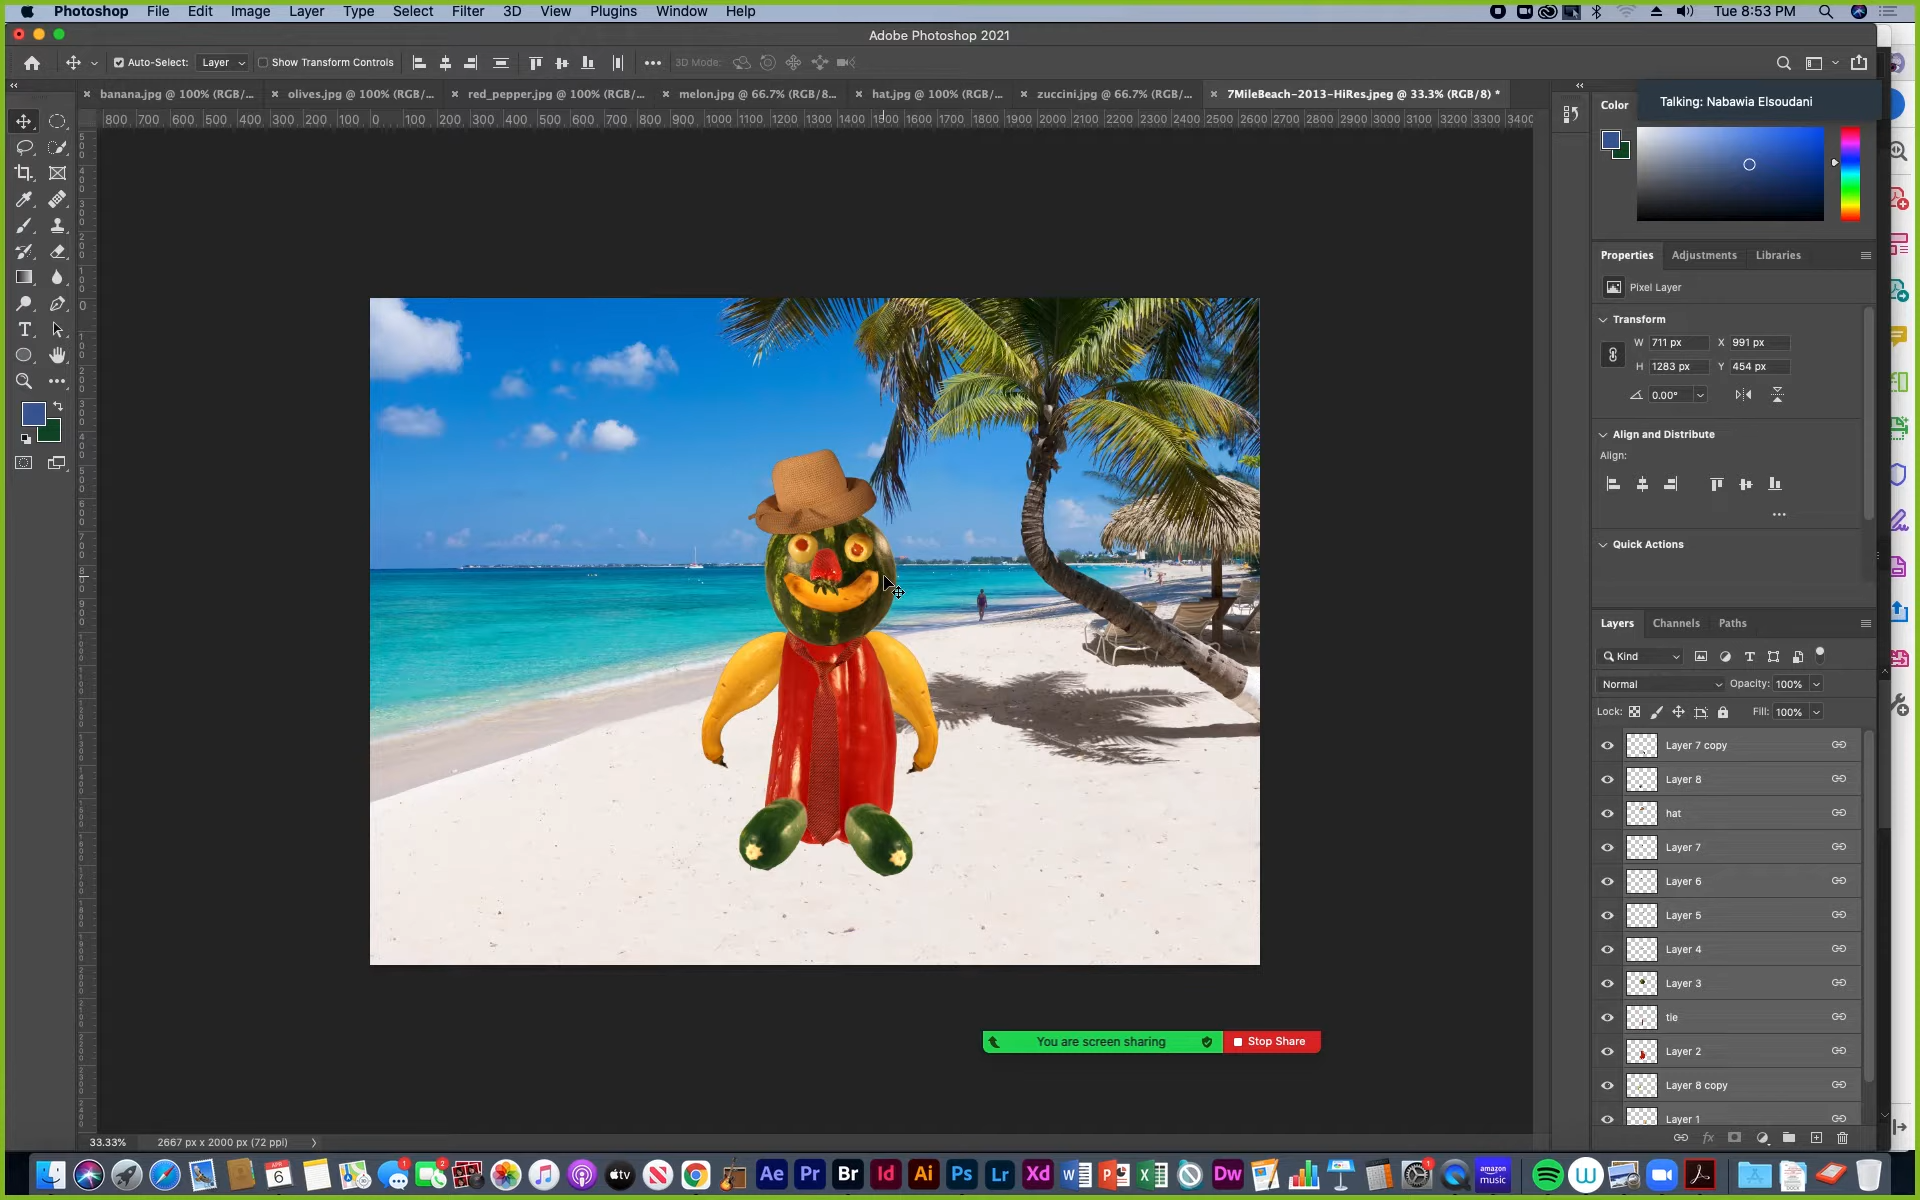 Photoshop File Edit Image Layer Type Select Filter 3D View Plugins Window Help Tue 8:53 PM
Adobe Photoshop 2021
Auto-Select: Layer Show Transform Controls 3D Mode:
banana.jpg @ 100% (RGB/... olives.jpg @ 100% (RGB/... red_pepper.jpg @ 100% (RGB/... melon.jpg @ 66.7% (RGB/8... hat.jpg @ 100% (RGB/... zuccini.jpg @ 66.7% (RGB/... 7MileBeach-2013-HiRes.jpeg @ 33.3% (RGB/8) *
Color
Talking: Nabawia Elsoudani
800 700 600 500 400 300 200 100 0 100 200 300 400 500 600 700 800 900 1000 1100 1200 1300 1400 1500 1600 1700 1800 1900 2000 2100 2200 2300 2400 2500 2600 2700 2800 2900 3000 3100 3200 3300 3400
Properties Adjustments Libraries
Pixel Layer
Transform
W 711 px X 991 px
H 1283 px Y 454 px
0.00°
Align and Distribute
Align:
Quick Actions
Layers Channels Paths
Kind
Normal Opacity: 100%
Lock: Fill: 100%
Layer 7 copy
Layer 8
hat
Layer 7
Layer 6
Layer 5
Layer 4
Layer 3
tie
Layer 2
Layer 8 copy
Layer 1
You are screen sharing Stop Share
33.33% 2667 px x 2000 px (72 ppi)
APR
6
tv
1
2
Ae Pr Br Id Ai Ps Lr Xd W P X Dw
1
amazon
music
W